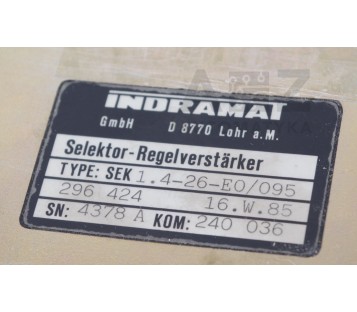 INDRAMAT
GmbH D 8770 Lohr a.M.
Selektor-Regelverstärker
TYPE: SEK 1.4-26-E0/095
296 424 16.W.85
SN: 4378 A KOM: 240 036